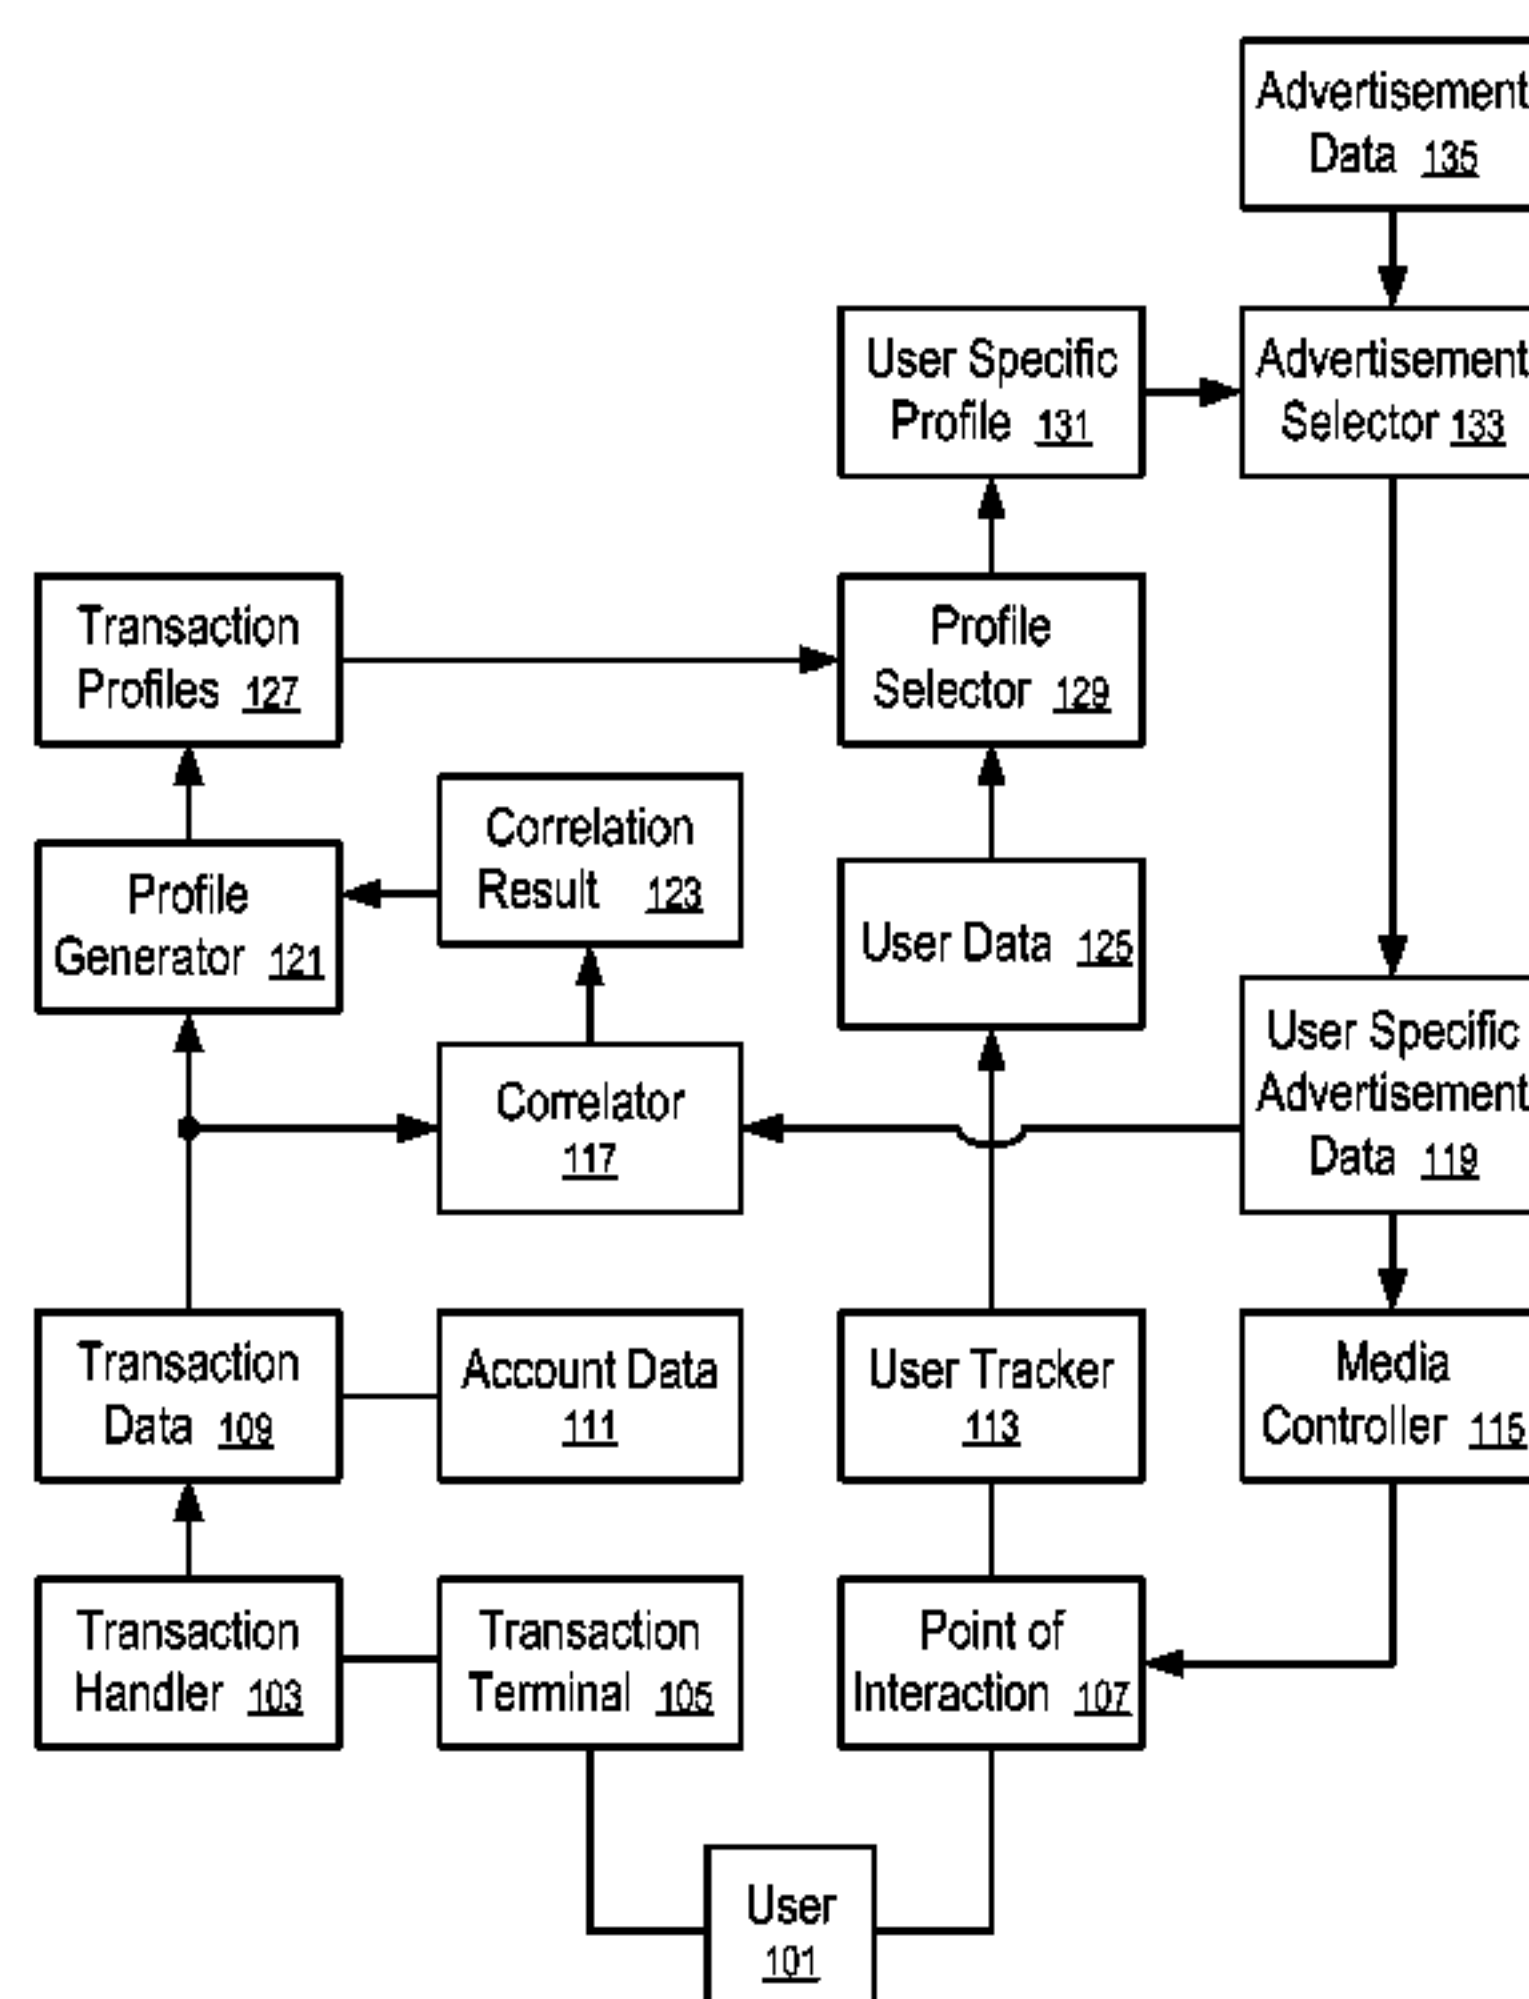 Advertisement
Data 135
User Specific
Profile 131
Advertisement
Selector 133
Transaction
Profiles 127
Profile
Selector 129
Correlation
Result 123
Profile
Generator 121
User Data 125
User Specific
Advertisement
Data 119
Correlator
117
Transaction
Data 109
Account Data
111
User Tracker
113
Media
Controller 115
Transaction
Handler 103
Transaction
Terminal 105
Point of
Interaction 107
User
101